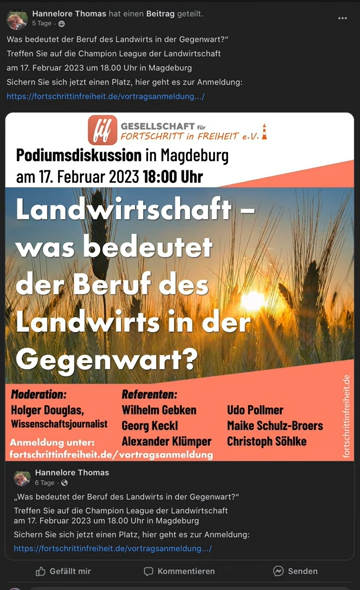 Hannelore Thomas hat einen Beitrag geteilt.
5 Tage ·
Was bedeutet der Beruf des Landwirts in der Gegenwart?“
Treffen Sie auf die Champion League der Landwirtschaft
am 17. Februar 2023 um 18.00 Uhr in Magdeburg
Sichern Sie sich jetzt einen Platz, hier geht es zur Anmeldung:
https://fortschrittinfreiheit.de/vortragsanmeldung.../
fif GESELLSCHAFT für
FORTSCHRITT in FREIHEIT e.V.
Podiumsdiskussion in Magdeburg
am 17. Februar 2023 18:00 Uhr
Landwirtschaft –
was bedeutet
der Beruf des
Landwirts in der
Gegenwart?
Moderation:
Holger Douglas,
Wissenschaftsjournalist
Referenten:
Wilhelm Gebken
Georg Keckl
Alexander Klümper
Udo Pollmer
Maike Schulz-Broers
Christoph Söhlke
Anmeldung unter:
fortschrittinfreiheit.de/vortragsanmeldung
fortschrittinfreiheit.de
Hannelore Thomas
6 Tage ·
„Was bedeutet der Beruf des Landwirts in der Gegenwart?“
Treffen Sie auf die Champion League der Landwirtschaft
am 17. Februar 2023 um 18.00 Uhr in Magdeburg
Sichern Sie sich jetzt einen Platz, hier geht es zur Anmeldung:
https://fortschrittinfreiheit.de/vortragsanmeldung.../
Gefällt mir
Kommentieren
Senden